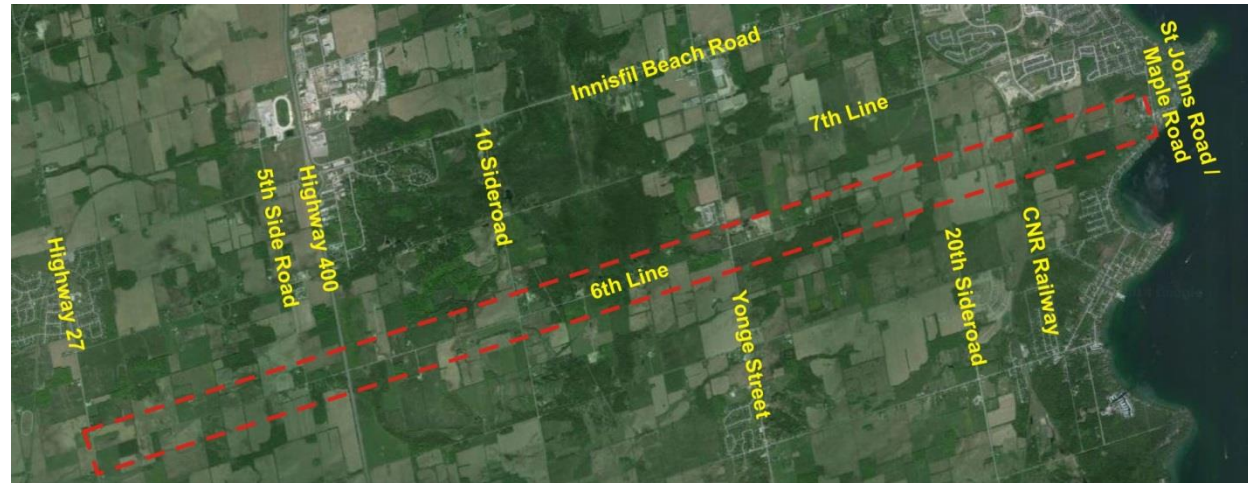 Innisfil Beach Road
St Johns Road /
Maple Road
7th Line
10 Sideroad
5th Side Road
Highway 400
Highway 27
6th Line
Yonge Street
20th Sideroad
CNR Railway